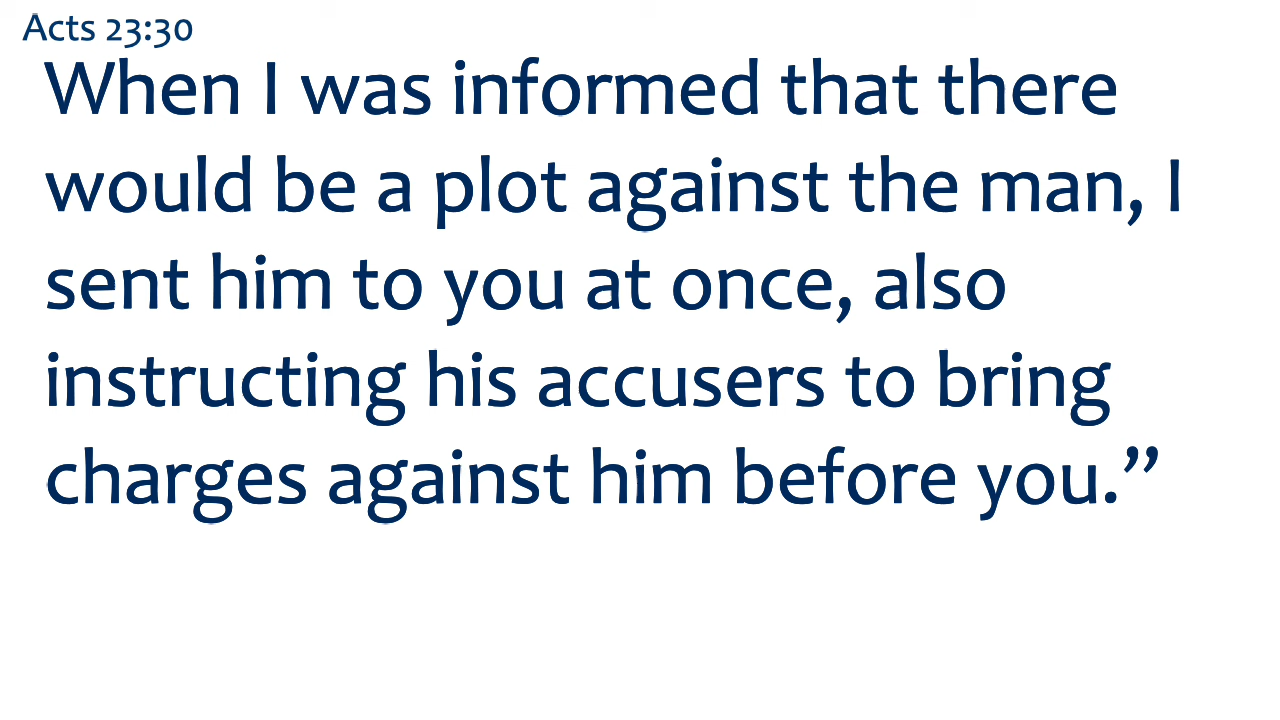 Acts 23:30
When I was informed that there
would be a plot against the man, I
sent him to you at once, also
instructing his accusers to bring
charges against him before you.”